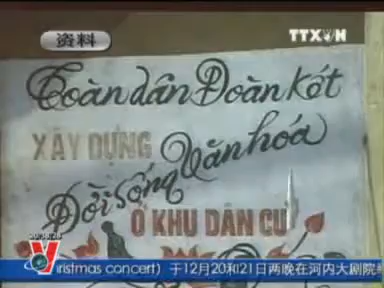 资料
TTXVN
Toàn dân Đoàn kết
XÂY DỰNG Văn hóa
Đời sống
Ở KHU DÂN CƯ
hristmas concert) 于12月20和21日两晚在河内大剧院